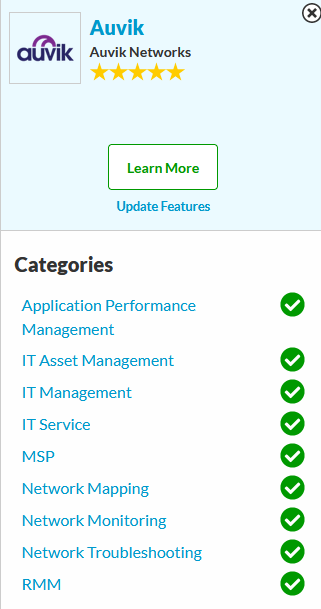 auvik
Auvik
Auvik Networks
Learn More
Update Features
Categories
Application Performance
Management
IT Asset Management
IT Management
IT Service
MSP
Network Mapping
Network Monitoring
Network Troubleshooting
RMM